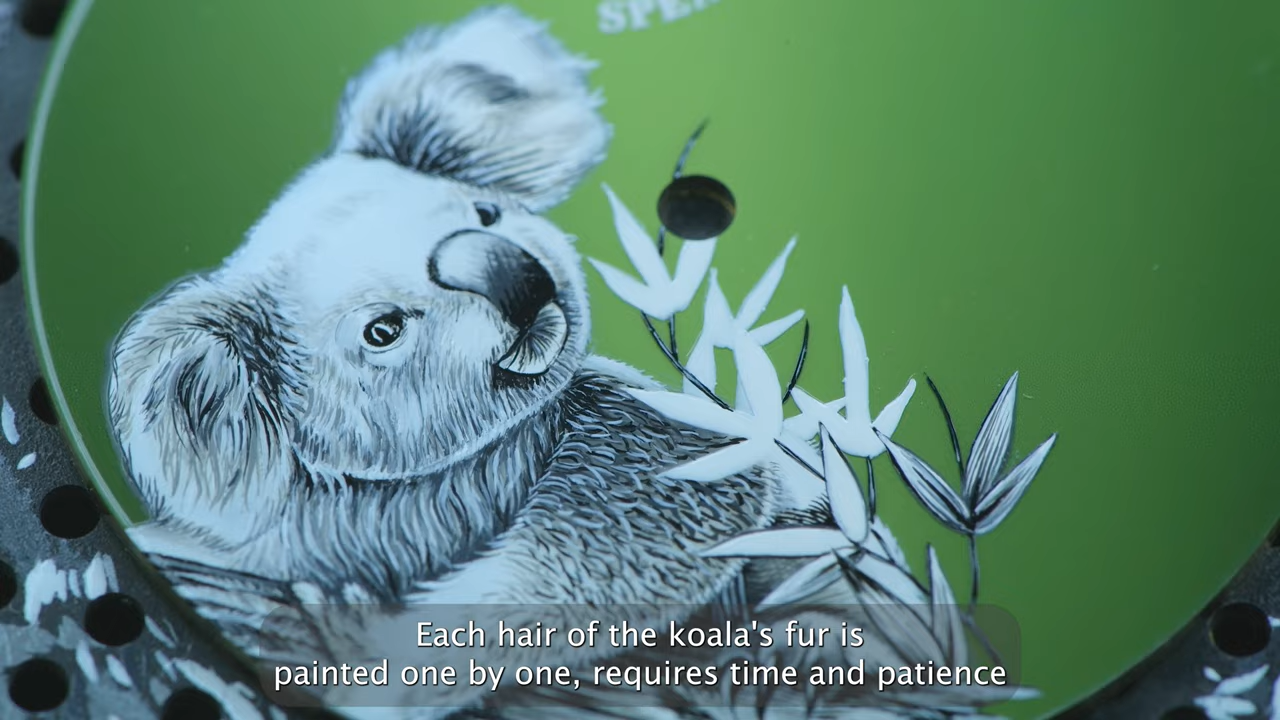 Each hair of the koala's fur is
painted one by one, requires time and patience